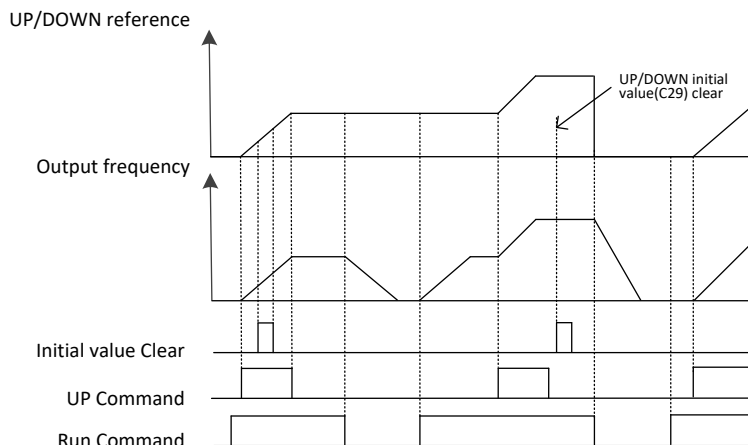 UP/DOWN reference
UP/DOWN initial
value(C29) clear
Output frequency
Initial value Clear
UP Command
Run Command